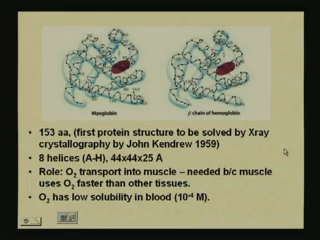 Myoglobin
β chain of hemoglobin
• 153 aa, (first protein structure to be solved by Xray
crystallography by John Kendrew 1959)
• 8 helices (A-H), 44x44x25 A
• Role: O2 transport into muscle – needed b/c muscle
uses O2 faster than other tissues.
• O2 has low solubility in blood (10-4 M).